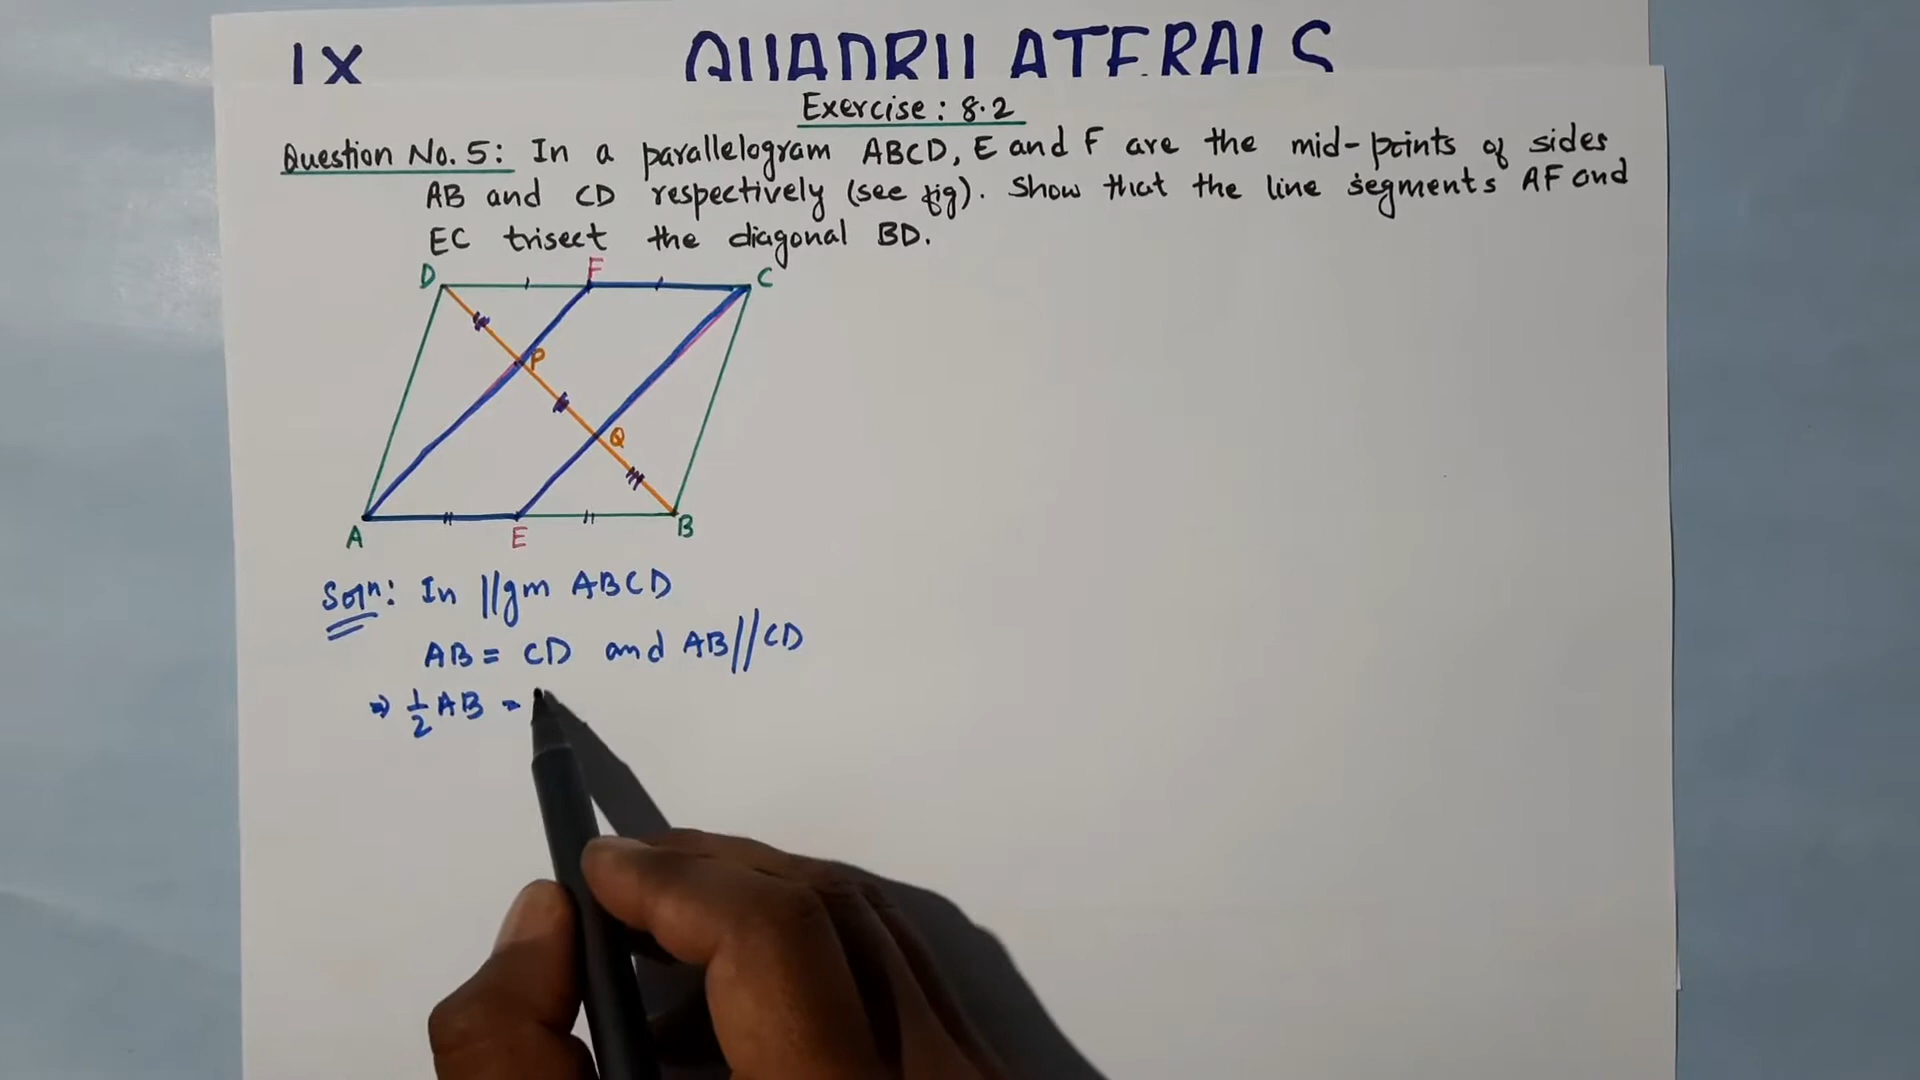 IX QUADRILATERALS
Exercise: 8.2
Question No. 5: In a parallelogram ABCD, E and F are the mid-points of sides
AB and CD respectively (see fig). Show that the line segments AF and
EC trisect the diagonal BD.
D F C
P
Q
A E B
Soln: In ||gm ABCD
AB = CD and AB//CD
⇒ 1/2 AB =